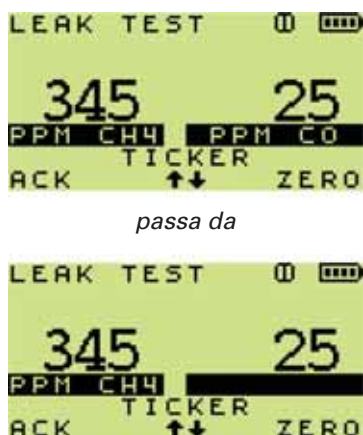 LEAK TEST
345 25
PPM CH4 PPM CO
TICKER
ACK ZERO
passa da
LEAK TEST
345 25
PPM CH4
TICKER
ACK ZERO